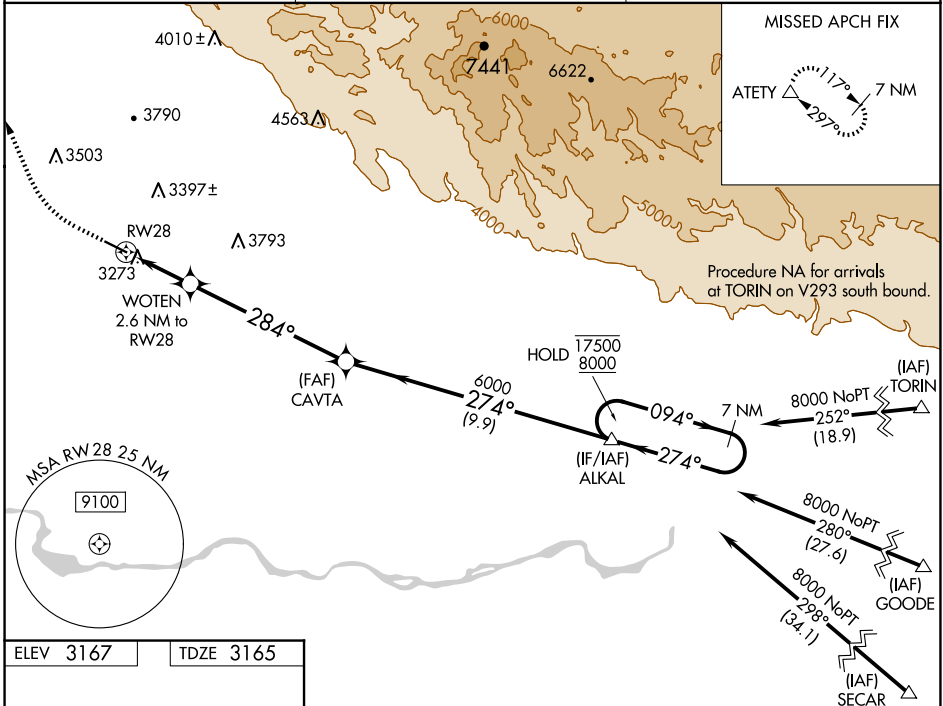 MISSED APCH FIX
ATETY
117°
297°
7 NM
4010±
6000
7441
6622
3790
4563
3503
3397±
4000
5000
RW28
3793
3273
Procedure NA for arrivals
at TORIN on V293 south bound.
WOTEN
2.6 NM to
RW28
284°
HOLD
17500
8000
(FAF)
CAVTA
6000
274°
(9.9)
094°
7 NM
274°
(IF/IAF)
ALKAL
8000 NoPT
252°
(18.9)
(IAF)
TORIN
MSA RW 28 25 NM
9100
8000 NoPT
280°
(27.6)
(IAF)
GOODE
8000 NoPT
298°
(34.1)
(IAF)
SECAR
ELEV 3167
TDZE 3165